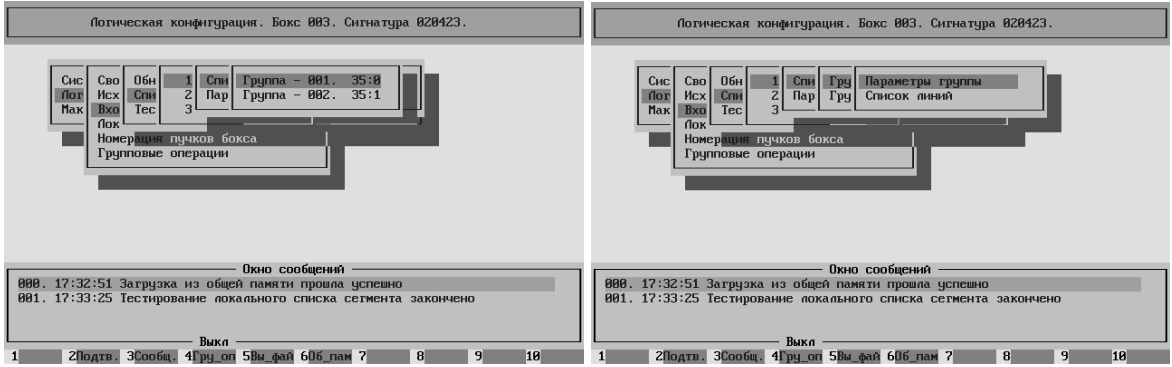 Логическая конфигурация. Бокс 003. Сигнатура 020423.
Сис Сво Обн 1 Спи Группа - 001. 35:0
Лог Исх Спи 2 Пар Группа - 002. 35:1
Мак Вхо Тес 3
Лок
Номерация пучков бокса
Групповые операции
Окно сообщений
000. 17:32:51 Загрузка из общей памяти прошла успешно
001. 17:33:25 Тестирование локального списка сегмента закончено
Выкл
1 2Подтв. 3Сообщ. 4Гру_оп 5Вы_фай 6Об_пам 7 8 9 10
Логическая конфигурация. Бокс 003. Сигнатура 020423.
Сис Сво Обн 1 Спи Гру Параметры группы
Лог Исх Спи 2 Пар Гру Список линий
Мак Вхо Тес 3
Лок
Номерация пучков бокса
Групповые операции
Окно сообщений
000. 17:32:51 Загрузка из общей памяти прошла успешно
001. 17:33:25 Тестирование локального списка сегмента закончено
Выкл
1 2Подтв. 3Сообщ. 4Гру_оп 5Вы_фай 6Об_пам 7 8 9 10